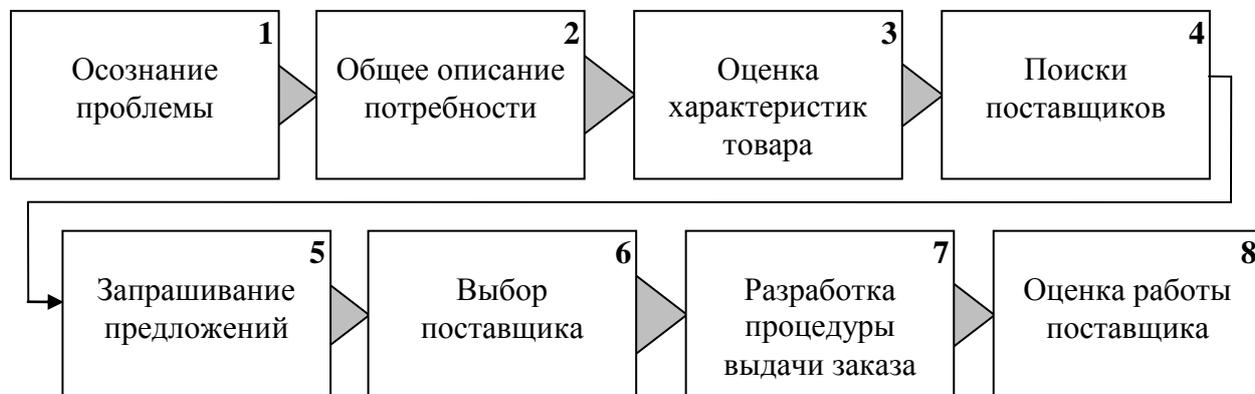 1
Осознание
проблемы
2
Общее описание
потребности
3
Оценка
характеристик
товара
4
Поиски
поставщиков
5
Запрашивание
предложений
6
Выбор
поставщика
7
Разработка
процедуры
выдачи заказа
8
Оценка работы
поставщика